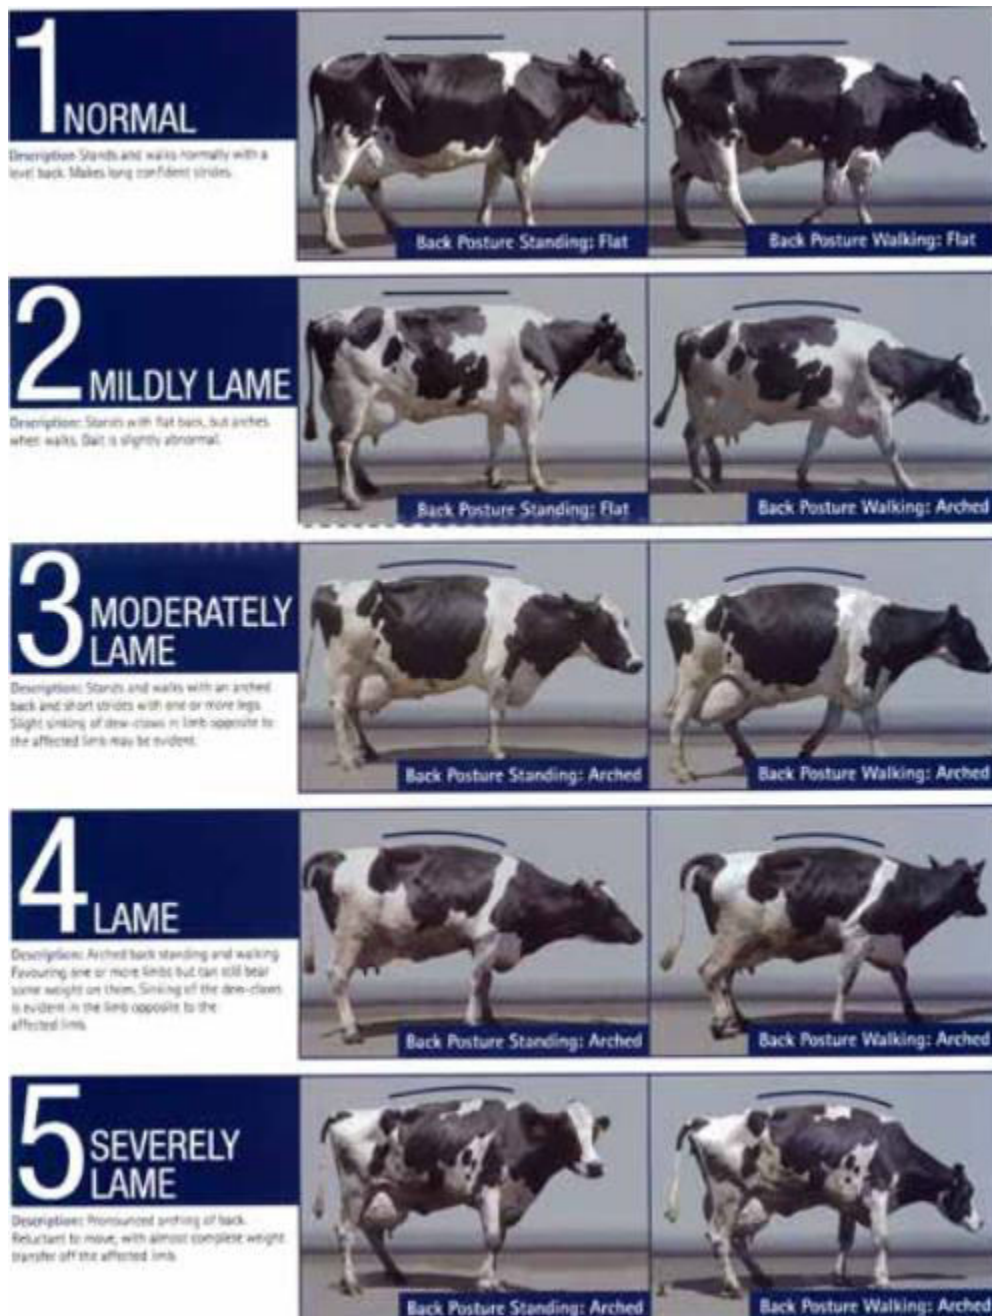 1 NORMAL
Description: Stands and walks normally with a
level back. Makes long confident strides.
Back Posture Standing: Flat
Back Posture Walking: Flat
2 MILDLY LAME
Description: Stands with flat back, but arches
when walks. Gait is slightly abnormal.
Back Posture Standing: Flat
Back Posture Walking: Arched
3 MODERATELY
LAME
Description: Stands and walks with an arched
back and short strides with one or more legs.
Slight sinking of dew-claws in limb opposite to
the affected limb may be evident.
Back Posture Standing: Arched
Back Posture Walking: Arched
4 LAME
Description: Arched back standing and walking.
Favouring one or more limbs but can still bear
some weight on them. Sinking of the dew-claws
is evident in the limb opposite to the
affected limb.
Back Posture Standing: Arched
Back Posture Walking: Arched
5 SEVERELY
LAME
Description: Pronounced arching of back.
Reluctant to move, with almost complete weight
transfer off the affected limb.
Back Posture Standing: Arched
Back Posture Walking: Arched